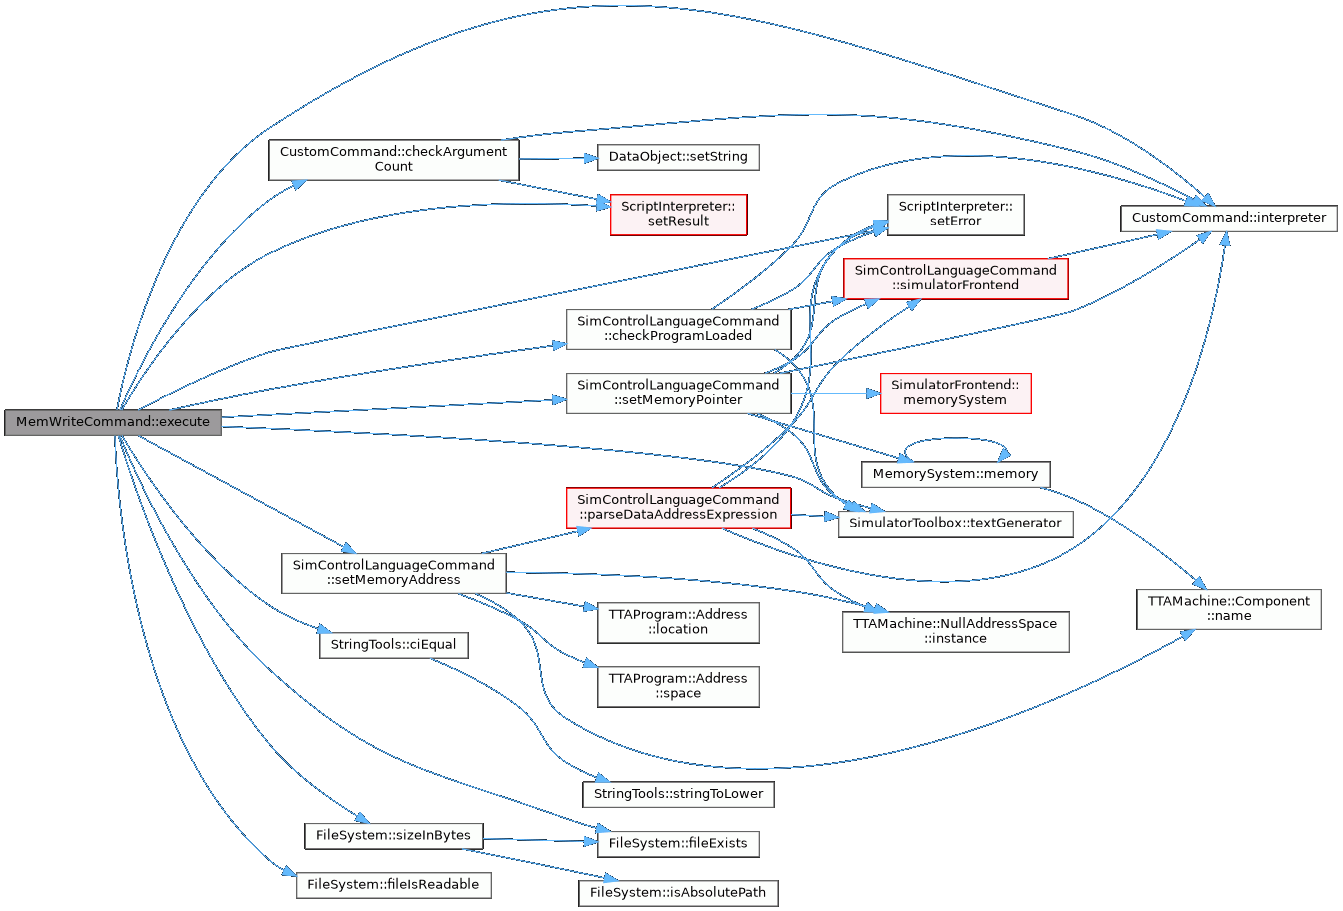 MemWriteCommand::execute
CustomCommand::checkArgument
Count
DataObject::setString
ScriptInterpreter::
setResult
ScriptInterpreter::
setError
CustomCommand::interpreter
SimControlLanguageCommand
::simulatorFrontend
SimControlLanguageCommand
::checkProgramLoaded
SimControlLanguageCommand
::setMemoryPointer
SimulatorFrontend::
memorySystem
MemorySystem::memory
SimControlLanguageCommand
::parseDataAddressExpression
SimulatorToolbox::textGenerator
SimControlLanguageCommand
::setMemoryAddress
TTAProgram::Address
::location
TTAMachine::NullAddressSpace
::instance
TTAMachine::Component
::name
StringTools::ciEqual
TTAProgram::Address
::space
StringTools::stringToLower
FileSystem::sizeInBytes
FileSystem::fileExists
FileSystem::fileIsReadable
FileSystem::isAbsolutePath